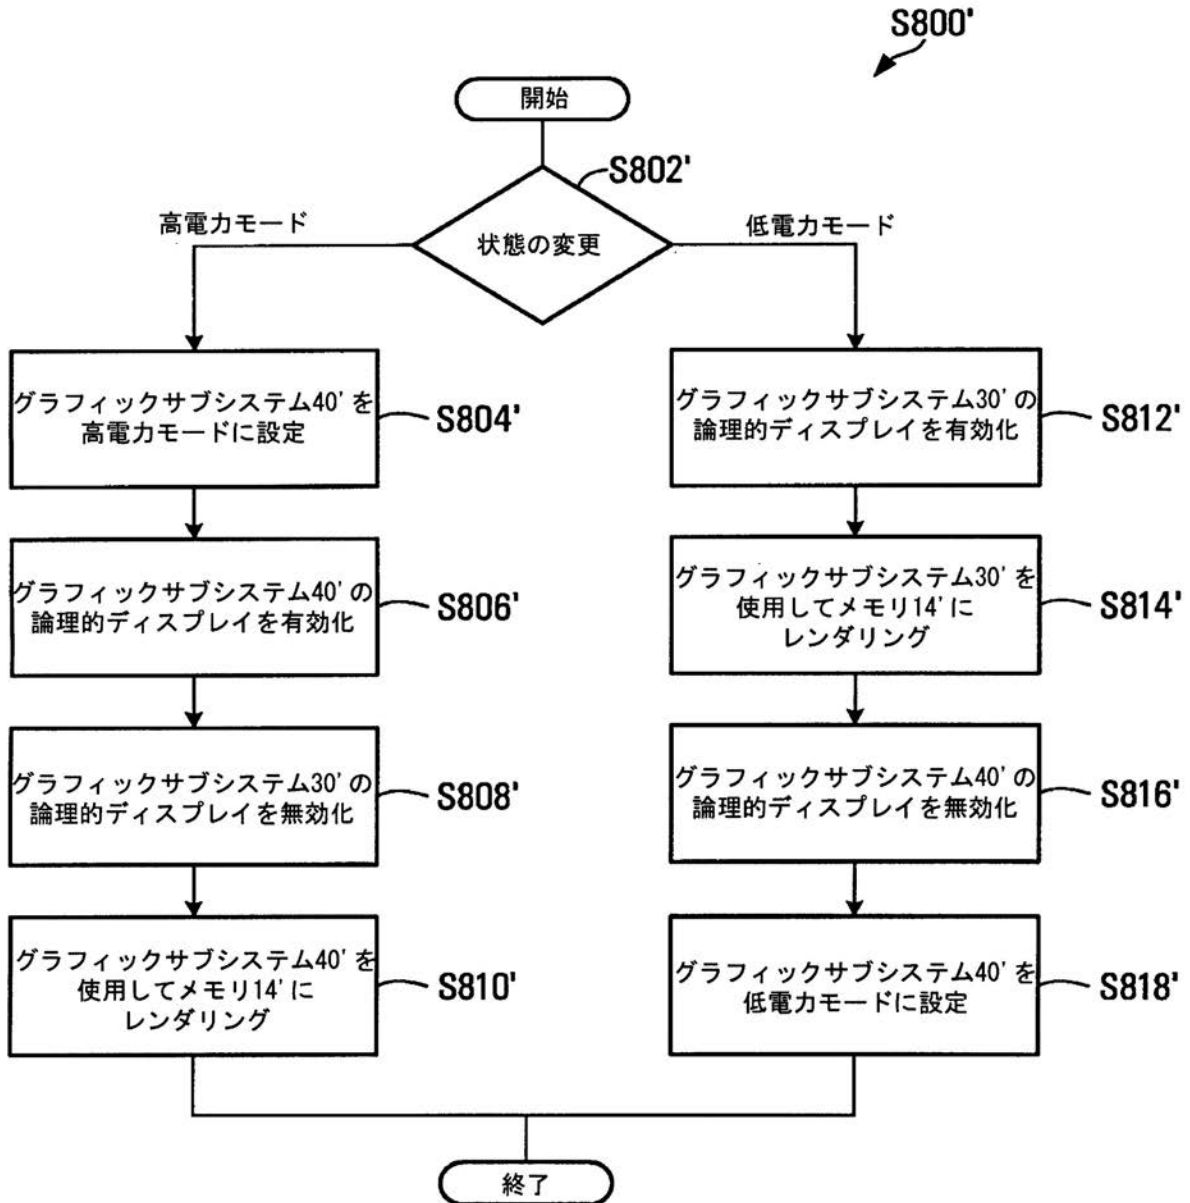 S800'
開始
S802'
状態の変更
高電力モード
低電力モード
グラフィックサブシステム40'を
高電力モードに設定
S804'
グラフィックサブシステム40'の
論理的ディスプレイを有効化
S806'
グラフィックサブシステム30'の
論理的ディスプレイを無効化
S808'
グラフィックサブシステム40'を
使用してメモリ14'に
レンダリング
S810'
グラフィックサブシステム30'の
論理的ディスプレイを有効化
S812'
グラフィックサブシステム30'を
使用してメモリ14'に
レンダリング
S814'
グラフィックサブシステム40'の
論理的ディスプレイを無効化
S816'
グラフィックサブシステム40'を
低電力モードに設定
S818'
終了